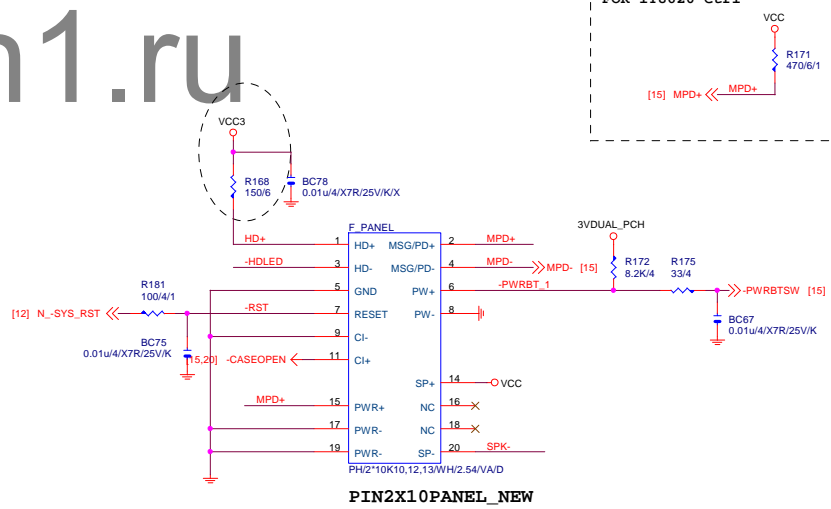 n1.ru
VCC
R171
470/6/1
[15] MPD+ MPD+
VCC3
R168
150/6
BC78
0.01u/4/X7R/25V/K/X
3VDUAL_PCH
F_PANEL
HD+ 1 HD+ MSG/PD+ 2 MPD+
-HDLED 3 HD- MSG/PD- 4 MPD- MPD- [15]
R172
8.2K/4
R175
33/4
5 GND PW+ 6 -PWRBT_1 -PWRBTSW [15]
R181
100/4/1
[12] N_-SYS_RST -RST 7 RESET PW- 8
BC67
0.01u/4/X7R/25V/K
9 CI-
BC75
0.01u/4/X7R/25V/K
15,20] -CASEOPEN 11 CI+
SP+ 14 VCC
MPD+ 15 PWR+ NC 16
17 PWR- NC 18
19 PWR- SP- 20 SPK-
PH/2*10K10,12,13/WH/2.54/VA/D
PIN2X10PANEL_NEW